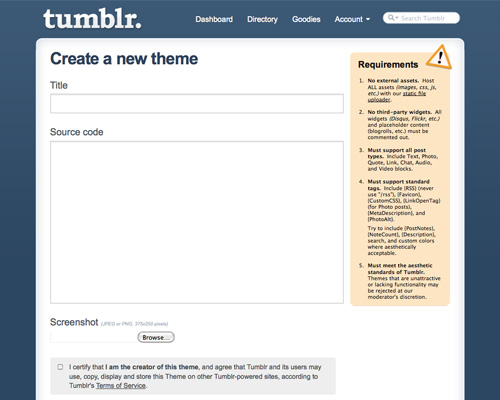 tumblr.
Dashboard Directory Goodies Account Search Tumblr
Create a new theme
Title
Source code
Screenshot (JPEG or PNG, 375x250 pixels)
Browse...
I certify that I am the creator of this theme, and agree that Tumblr and its users may
use, copy, display and store this Theme on other Tumblr-powered sites, according to
Tumblr's Terms of Service.
Requirements
1. No external assets. Host
ALL assets (images, css, js,
etc.) with our static file
uploader.
2. No third-party widgets. All
widgets (Disqus, Flickr, etc.)
and placeholder content
(blogrolls, etc.) must be
commented out.
3. Must support all post
types. Include Text, Photo,
Quote, Link, Chat, Audio,
and Video blocks.
4. Must support standard
tags. Include {RSS} (never
use "/rss"), {Favicon},
{CustomCSS}, {LinkOpenTag}
(for Photo posts),
{MetaDescription}, and
{PhotoAlt}.
Try to include {PostNotes},
{NoteCount}, {Description},
search, and custom colors
where aesthetically
acceptable.
5. Must meet the aesthetic
standards of Tumblr.
Themes that are unattractive
or lacking functionality may
be rejected at our
moderator's discretion.